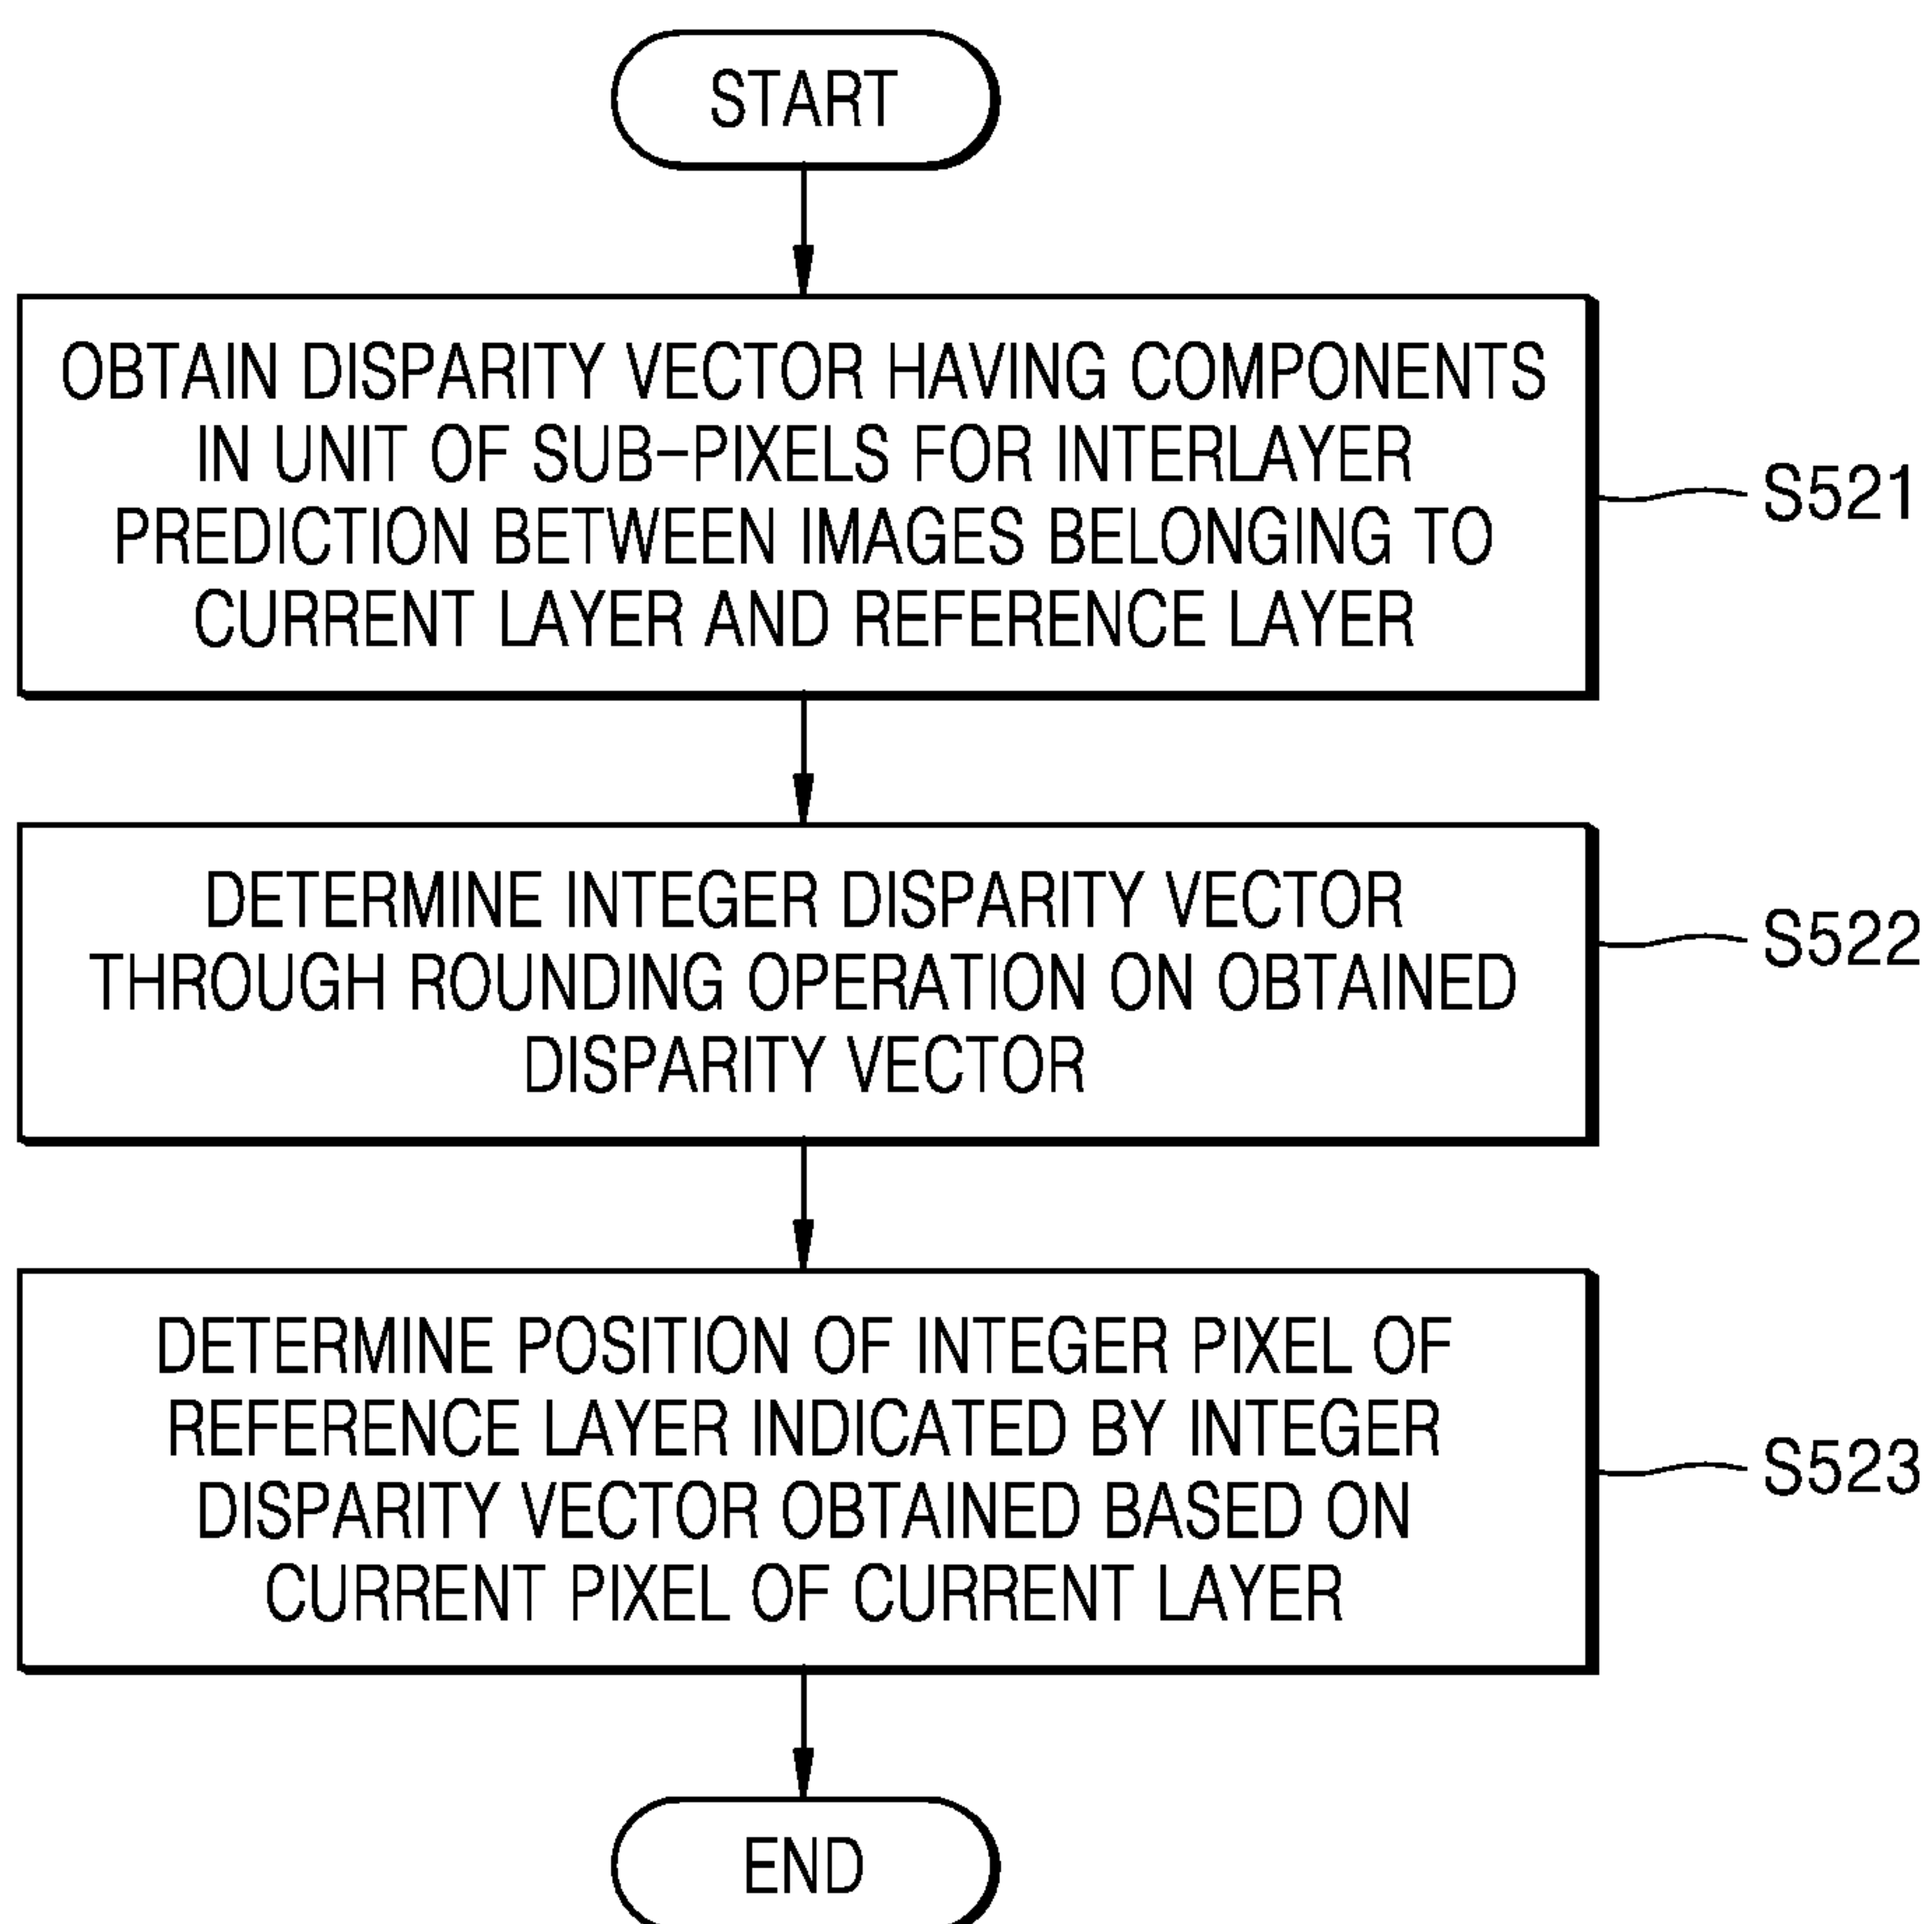 START
OBTAIN DISPARITY VECTOR HAVING COMPONENTS
IN UNIT OF SUB-PIXELS FOR INTERLAYER
PREDICTION BETWEEN IMAGES BELONGING TO
CURRENT LAYER AND REFERENCE LAYER
S521
DETERMINE INTEGER DISPARITY VECTOR
THROUGH ROUNDING OPERATION ON OBTAINED
DISPARITY VECTOR
S522
DETERMINE POSITION OF INTEGER PIXEL OF
REFERENCE LAYER INDICATED BY INTEGER
DISPARITY VECTOR OBTAINED BASED ON
CURRENT PIXEL OF CURRENT LAYER
S523
END